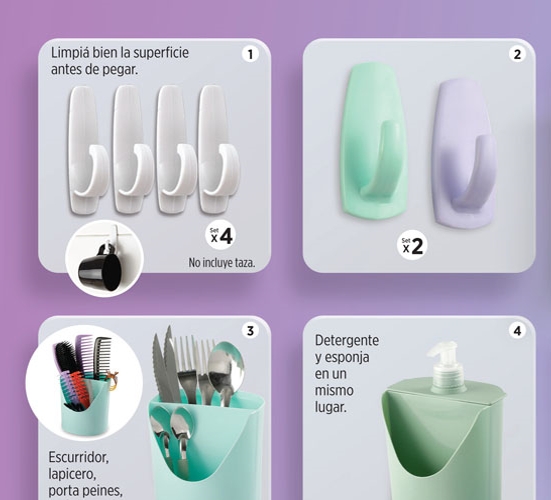 Limpiá bien la superficie
antes de pegar.
1
Set
x4
No incluye taza.
2
Set
x2
3
Escurridor,
lapicero,
porta peines,
4
Detergente
y esponja
en un
mismo
lugar.